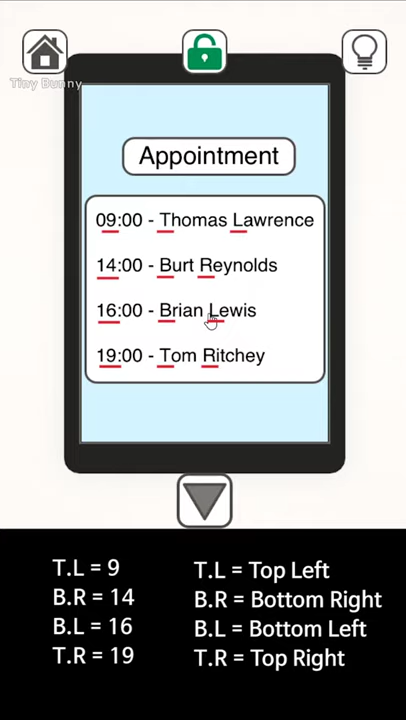 Tiny Bunny
Appointment
09:00 - Thomas Lawrence
14:00 - Burt Reynolds
16:00 - Brian Lewis
19:00 - Tom Ritchey
T.L = 9
B.R = 14
B.L = 16
T.R = 19
T.L = Top Left
B.R = Bottom Right
B.L = Bottom Left
T.R = Top Right